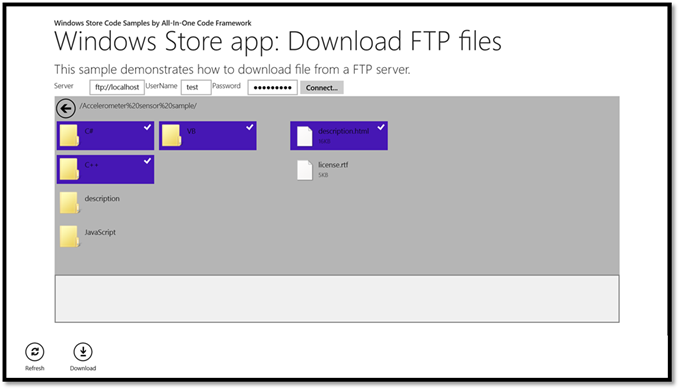 Windows Store Code Samples by All-In-One Code Framework
Windows Store app: Download FTP files
This sample demonstrates how to download file from a FTP server.
Server ftp://localhost UserName test Password ●●●●●●●●● Connect...
/Accelerometer%20sensor%20sample/
C# VB description.html
C++ license.rtf
5KB
description
JavaScript
Refresh Download